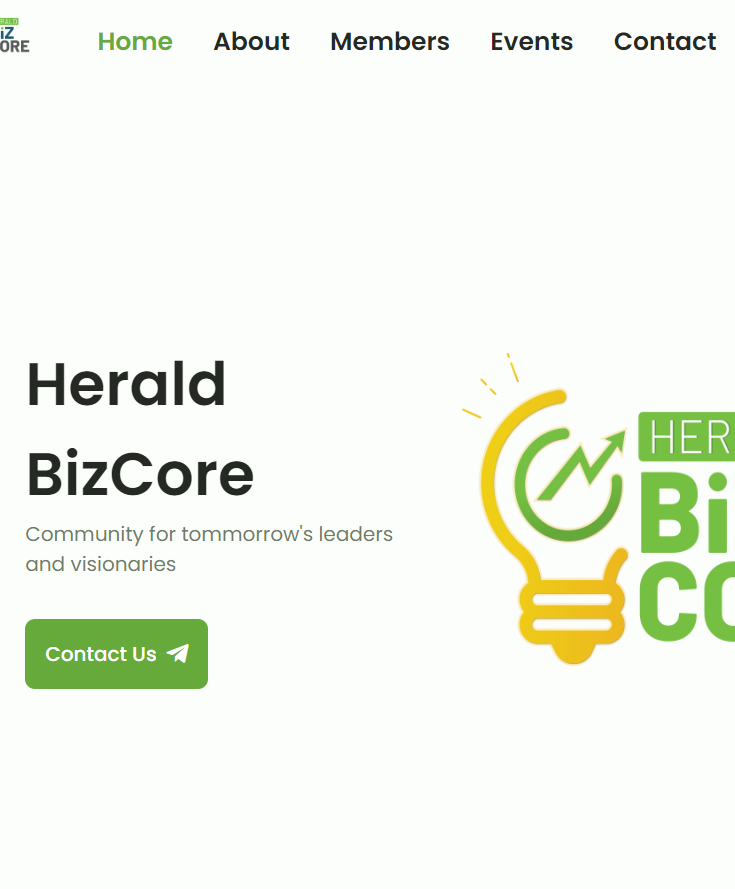 RALD
iZ
ORE
Home About Members Events Contact
Herald
BizCore
Community for tommorrow's leaders
and visionaries
Contact Us
HER
Bi
CO